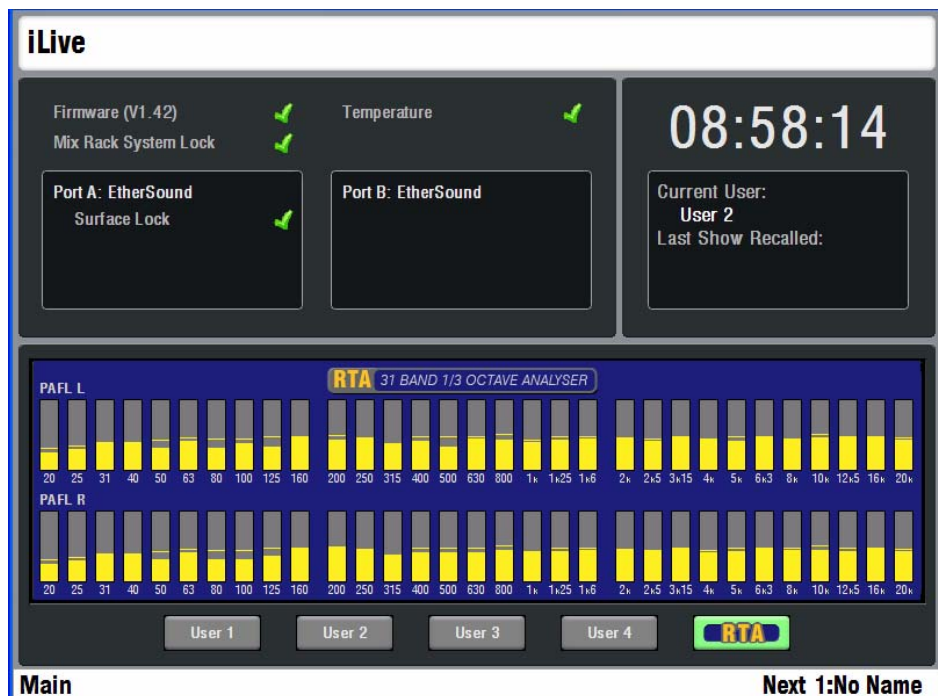 iLive
Firmware (V1.42)
Temperature
Mix Rack System Lock
Port A: EtherSound
Surface Lock
Port B: EtherSound
08:58:14
Current User:
User 2
Last Show Recalled:
RTA 31 BAND 1/3 OCTAVE ANALYSER
PAFL L
20 25 31 40 50 63 80 100 125 160 200 250 315 400 500 630 800 1K 1K25 1K6 2K 2K5 3K15 4K 5K 6K3 8K 10K 12K5 16K 20K
PAFL R
20 25 31 40 50 63 80 100 125 160 200 250 315 400 500 630 800 1K 1K25 1K6 2K 2K5 3K15 4K 5K 6K3 8K 10K 12K5 16K 20K
User 1 User 2 User 3 User 4 RTA
Main Next 1:No Name